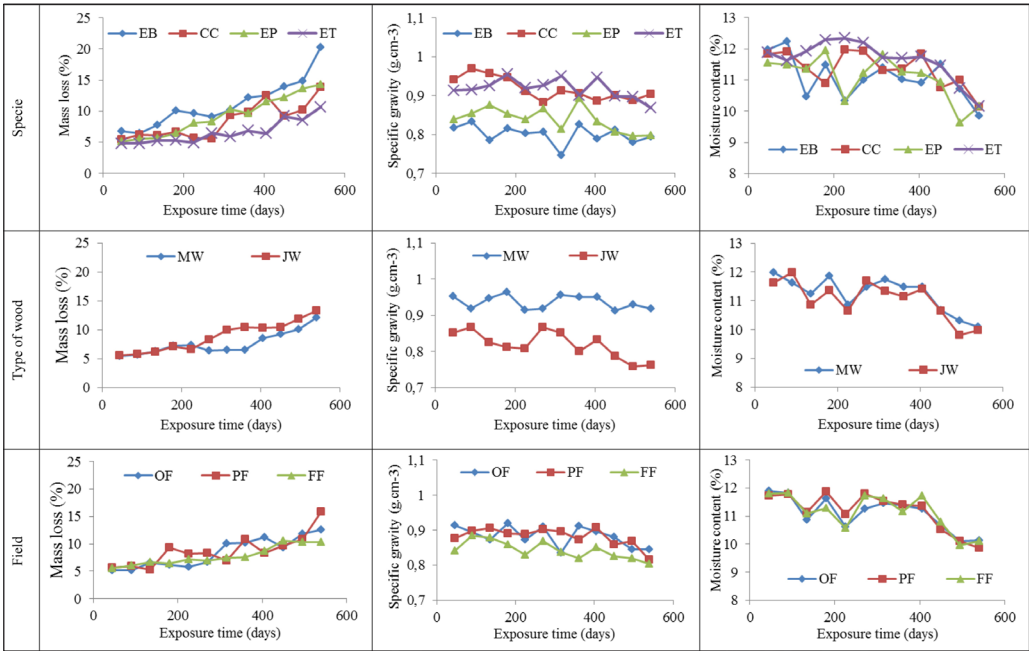 Specie
Mass loss (%)
25
20
15
10
5
0
EB CC EP ET
0 200 400 600
Exposure time (days)
Specific gravity (g.cm-3)
1,1
1
0,9
0,8
0,7
EB CC EP ET
0 200 400 600
Exposure time (days)
Moisture content (%)
13
12
11
10
9
8
EB CC EP ET
0 200 400 600
Exposure time (days)
Type of wood
Mass loss (%)
25
20
15
10
5
0
MW JW
0 200 400 600
Exposure time (days)
Specific gravity (g.cm-3)
1,1
1
0,9
0,8
0,7
MW JW
0 200 400 600
Exposure time (days)
Moisture content (%)
13
12
11
10
9
8
MW JW
0 200 400 600
Exposure time (days)
Field
Mass loss (%)
25
20
15
10
5
0
OF PF FF
0 200 400 600
Exposure time (days)
Specific gravity (g.cm-3)
1,1
1
0,9
0,8
0,7
OF PF FF
0 200 400 600
Exposure time (days)
Moisture content (%)
13
12
11
10
9
8
OF PF FF
0 200 400 600
Exposure time (days)